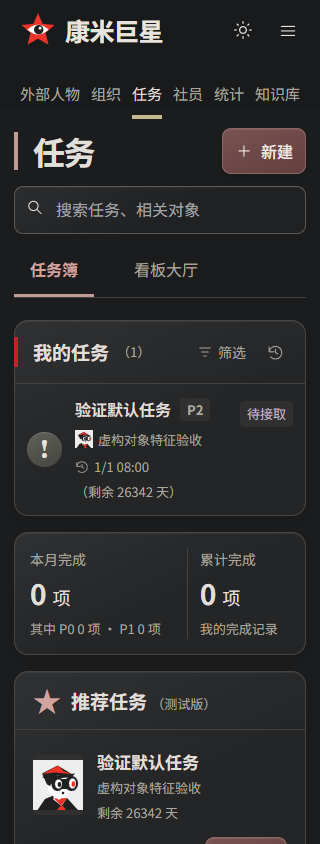 康米巨星
外部人物 组织 任务 社员 统计 知识库
任务
新建
搜索任务、相关对象
任务簿 看板大厅
我的任务 （1） 筛选
验证默认任务 P2 待接取
虚构对象特征验收
1/1 08:00
（剩余 26342 天）
本月完成 累计完成
0 项 0 项
其中 P0 0 项 · P1 0 项 我的完成记录
推荐任务 （测试版）
验证默认任务
虚构对象特征验收
剩余 26342 天